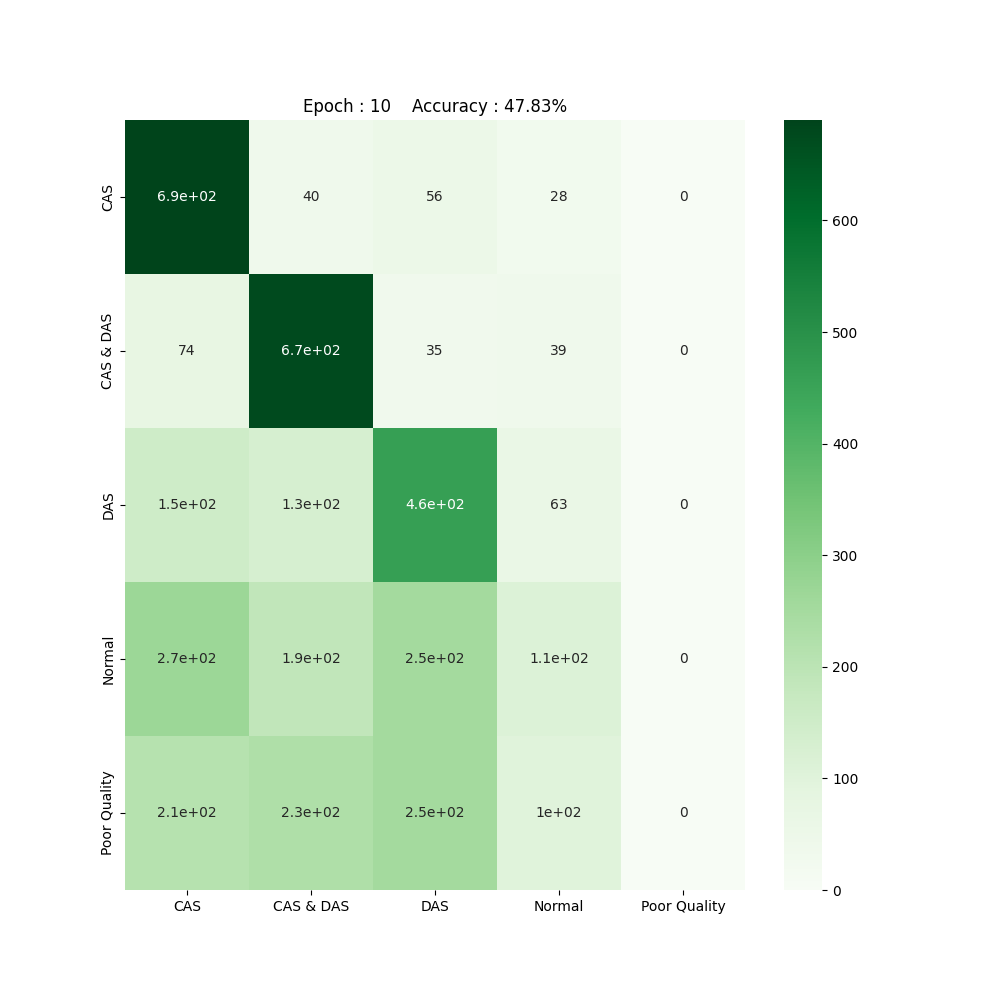 Epoch : 10    Accuracy : 47.83%
CAS 6.9e+02 40 56 28 0
CAS & DAS 74 6.7e+02 35 39 0
DAS 1.5e+02 1.3e+02 4.6e+02 63 0
Normal 2.7e+02 1.9e+02 2.5e+02 1.1e+02 0
Poor Quality 2.1e+02 2.3e+02 2.5e+02 1e+02 0
CAS CAS & DAS DAS Normal Poor Quality
600
500
400
300
200
100
0